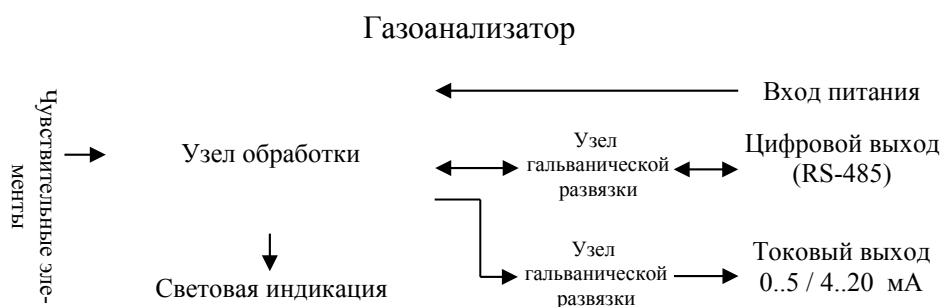 Газоанализатор
Чувствительные эле-
менты
Узел обработки
Вход питания
Узел
гальванической
развязки
Цифровой выход
(RS-485)
Световая индикация
Узел
гальванической
развязки
Токовый выход
0..5 / 4..20 мА